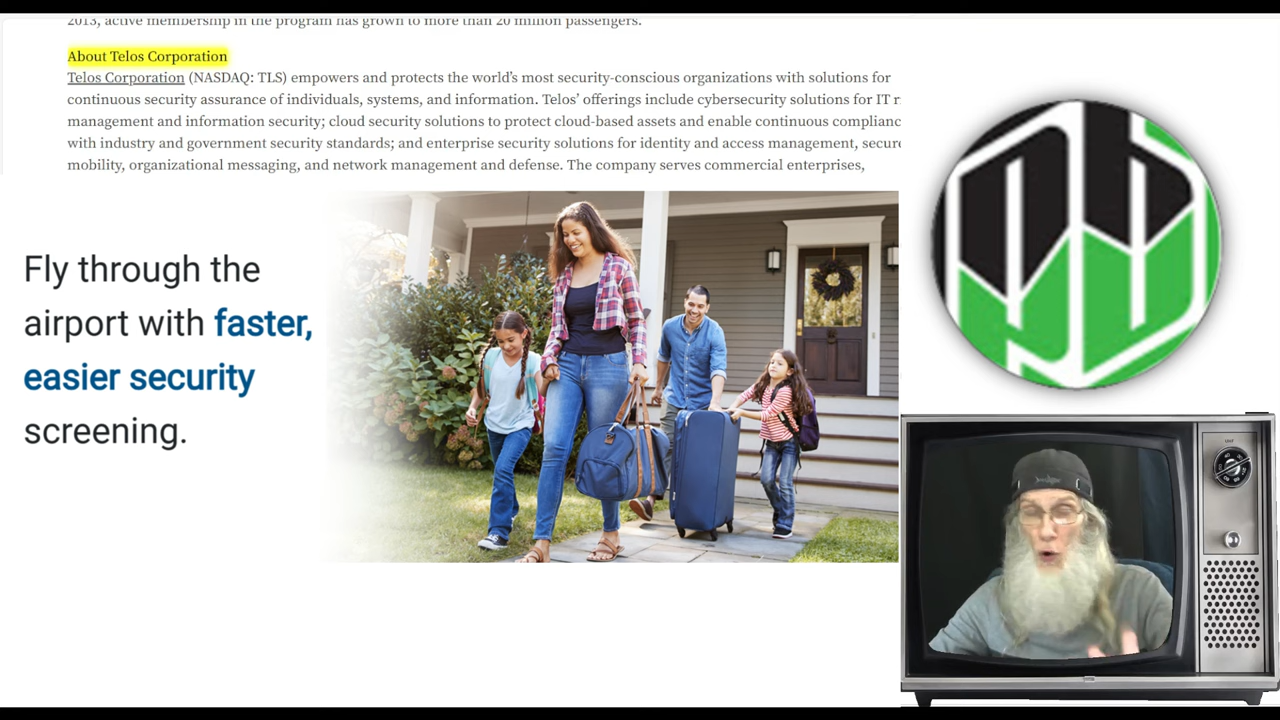 2013, active membership in the program has grown to more than 20 million passengers.
About Telos Corporation
Telos Corporation (NASDAQ: TLS) empowers and protects the world's most security-conscious organizations with solutions for
continuous security assurance of individuals, systems, and information. Telos' offerings include cybersecurity solutions for IT
management and information security; cloud security solutions to protect cloud-based assets and enable continuous
with industry and government security standards; and enterprise security solutions for identity and access management,
mobility, organizational messaging, and network management and defense. The company serves commercial enterprises,
Fly through the
airport with faster,
easier security
screening.